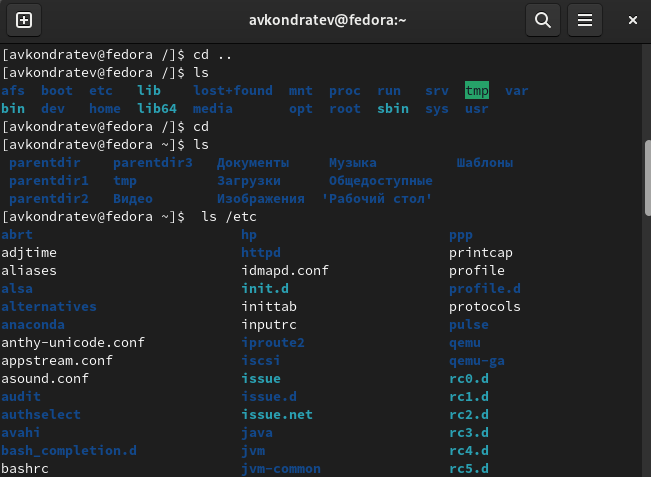 avkondratev@fedora:~
[avkondratev@fedora /]$ cd ..
[avkondratev@fedora /]$ ls
afs boot etc lib lost+found mnt proc run srv tmp var
bin dev home lib64 media opt root sbin sys usr
[avkondratev@fedora /]$ cd
[avkondratev@fedora ~]$ ls
parentdir parentdir3 Документы Музыка Шаблоны
parentdir1 tmp Загрузки Общедоступные
parentdir2 Видео Изображения 'Рабочий стол'
[avkondratev@fedora ~]$ ls /etc
abrt hp ppp
adjtime httpd printcap
aliases idmapd.conf profile
alsa init.d profile.d
alternatives inittab protocols
anaconda inputrc pulse
anthy-unicode.conf iproute2 qemu
appstream.conf iscsi qemu-ga
asound.conf issue rc0.d
audit issue.d rc1.d
authselect issue.net rc2.d
avahi java rc3.d
bash_completion.d jvm rc4.d
bashrc jvm-common rc5.d